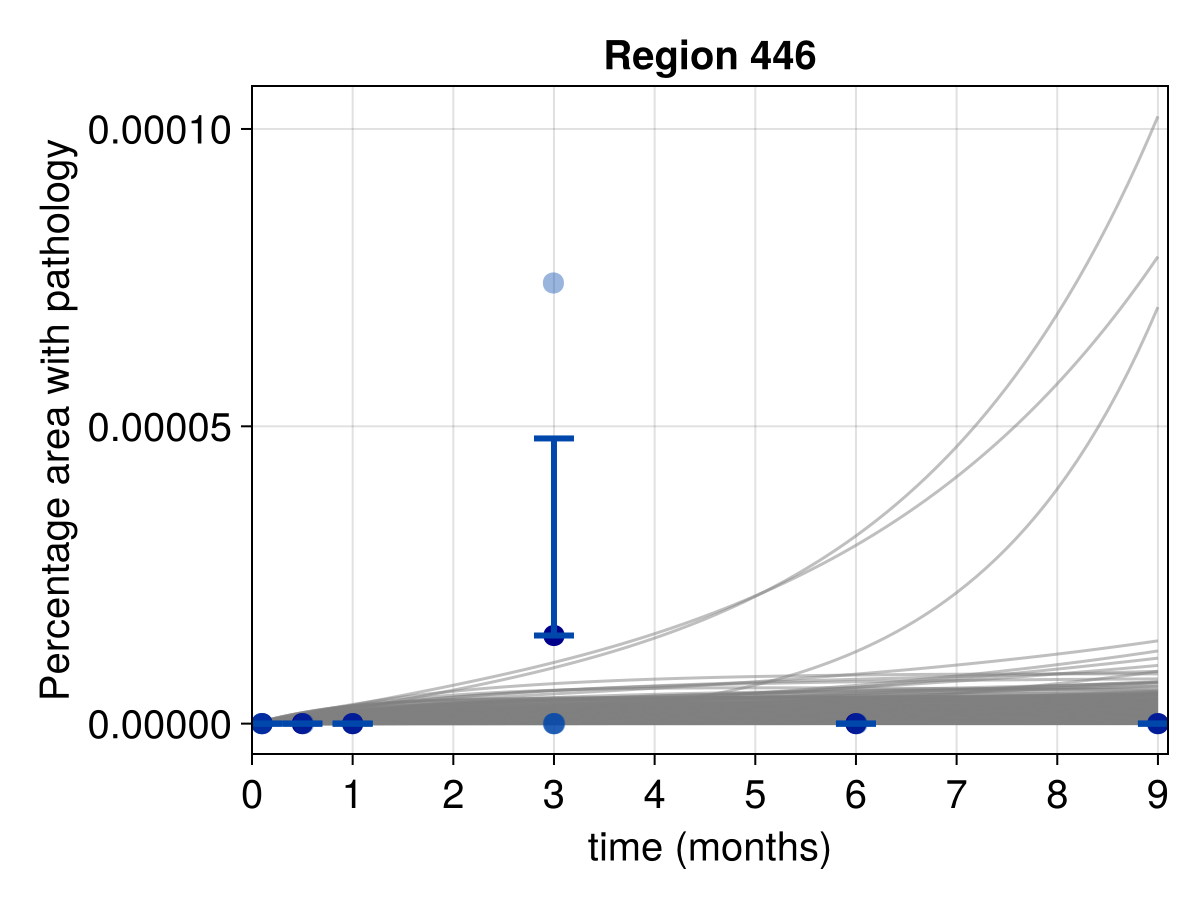 Region 446
Percentage area with pathology
0.00010
0.00005
0.00000
0 1 2 3 4 5 6 7 8 9
time (months)